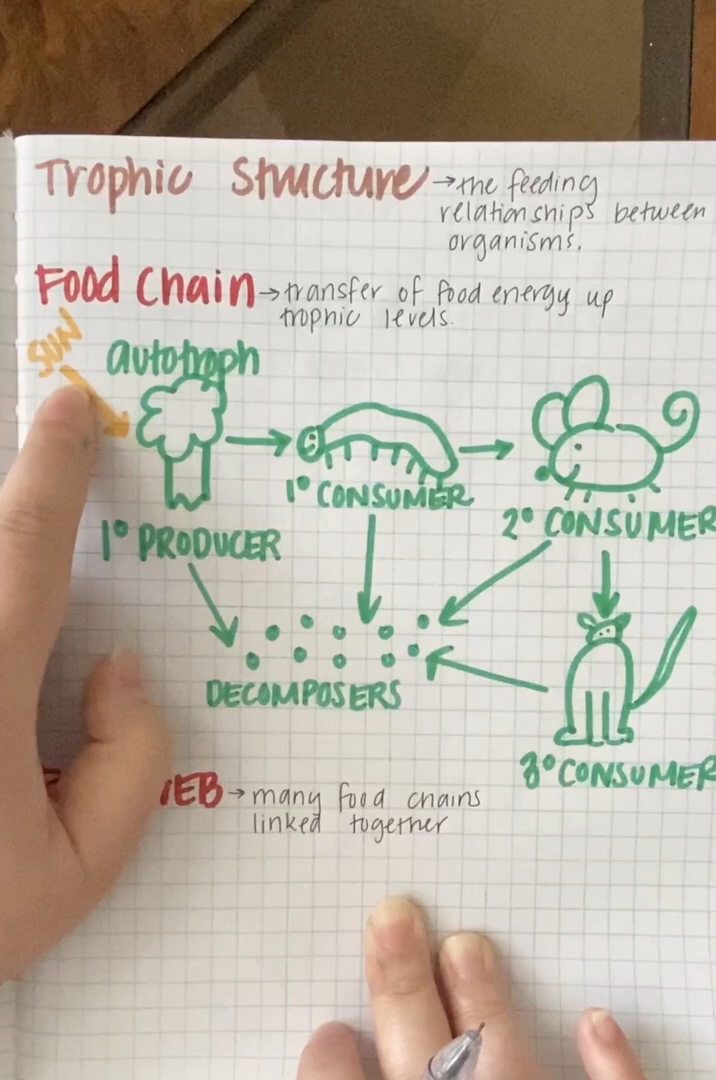 Trophic Structure → the feeding
relationships between
organisms.
Food Chain → transfer of food energy up
trophic levels.
SUN
autotroph
1° CONSUMER
2° CONSUMER
1° PRODUCER
DECOMPOSERS
3° CONSUMER
→ many food chains
linked together